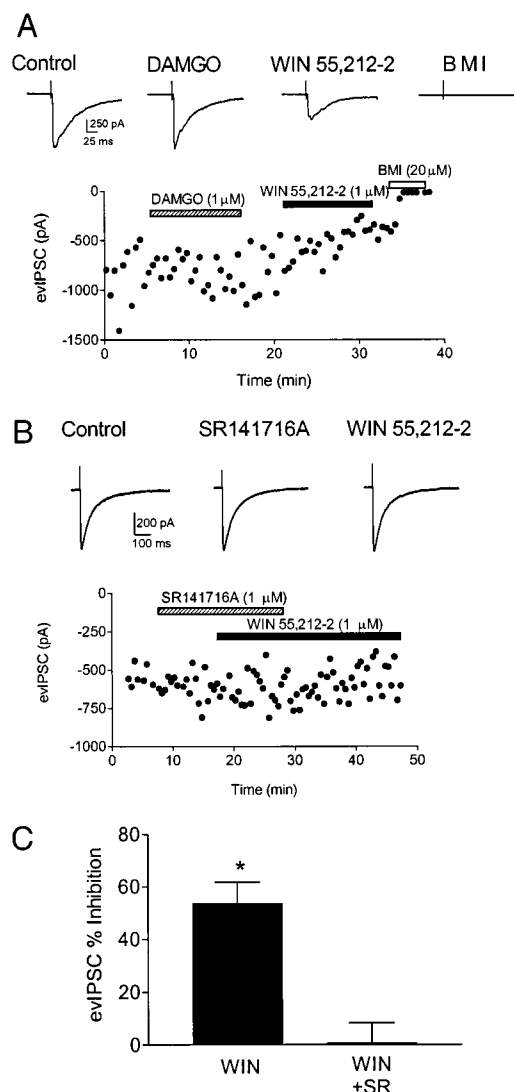 A
Control DAMGO WIN 55,212-2 BMI
250 pA
25 ms
BMI (20 μM)
DAMGO (1 μM) WIN 55,212-2 (1 μM)
0
-500
-1000
-1500
evIPSC (pA)
0 10 20 30 40
Time (min)
B
Control SR141716A WIN 55,212-2
200 pA
100 ms
SR141716A (1 μM)
WIN 55,212-2 (1 μM)
0
-250
-500
-750
-1000
evIPSC (pA)
0 10 20 30 40 50
Time (min)
C
80
60
40
20
0
evIPSC % Inhibition
*
WIN WIN
+SR